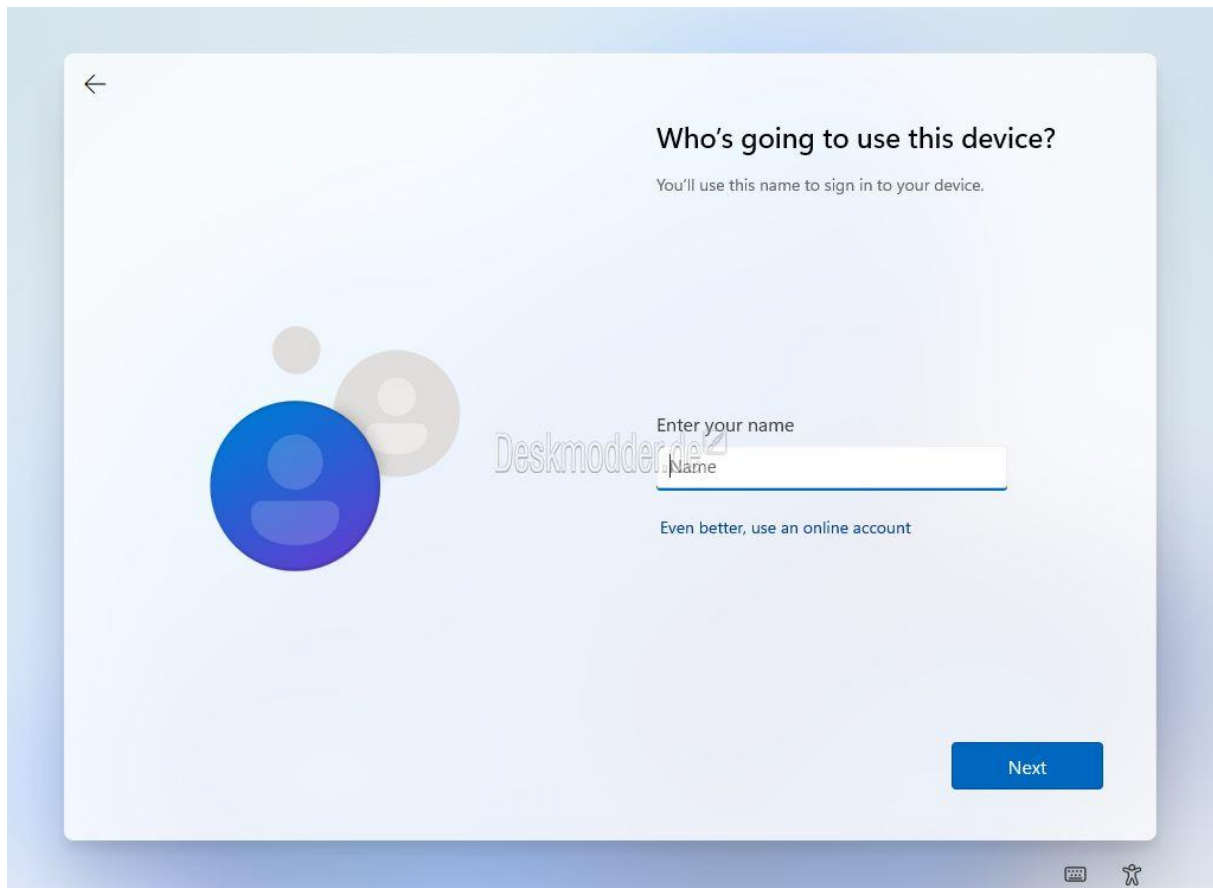 Who's going to use this device?
You'll use this name to sign in to your device.
Enter your name
Deskmodder.de
Name
Even better, use an online account
Next